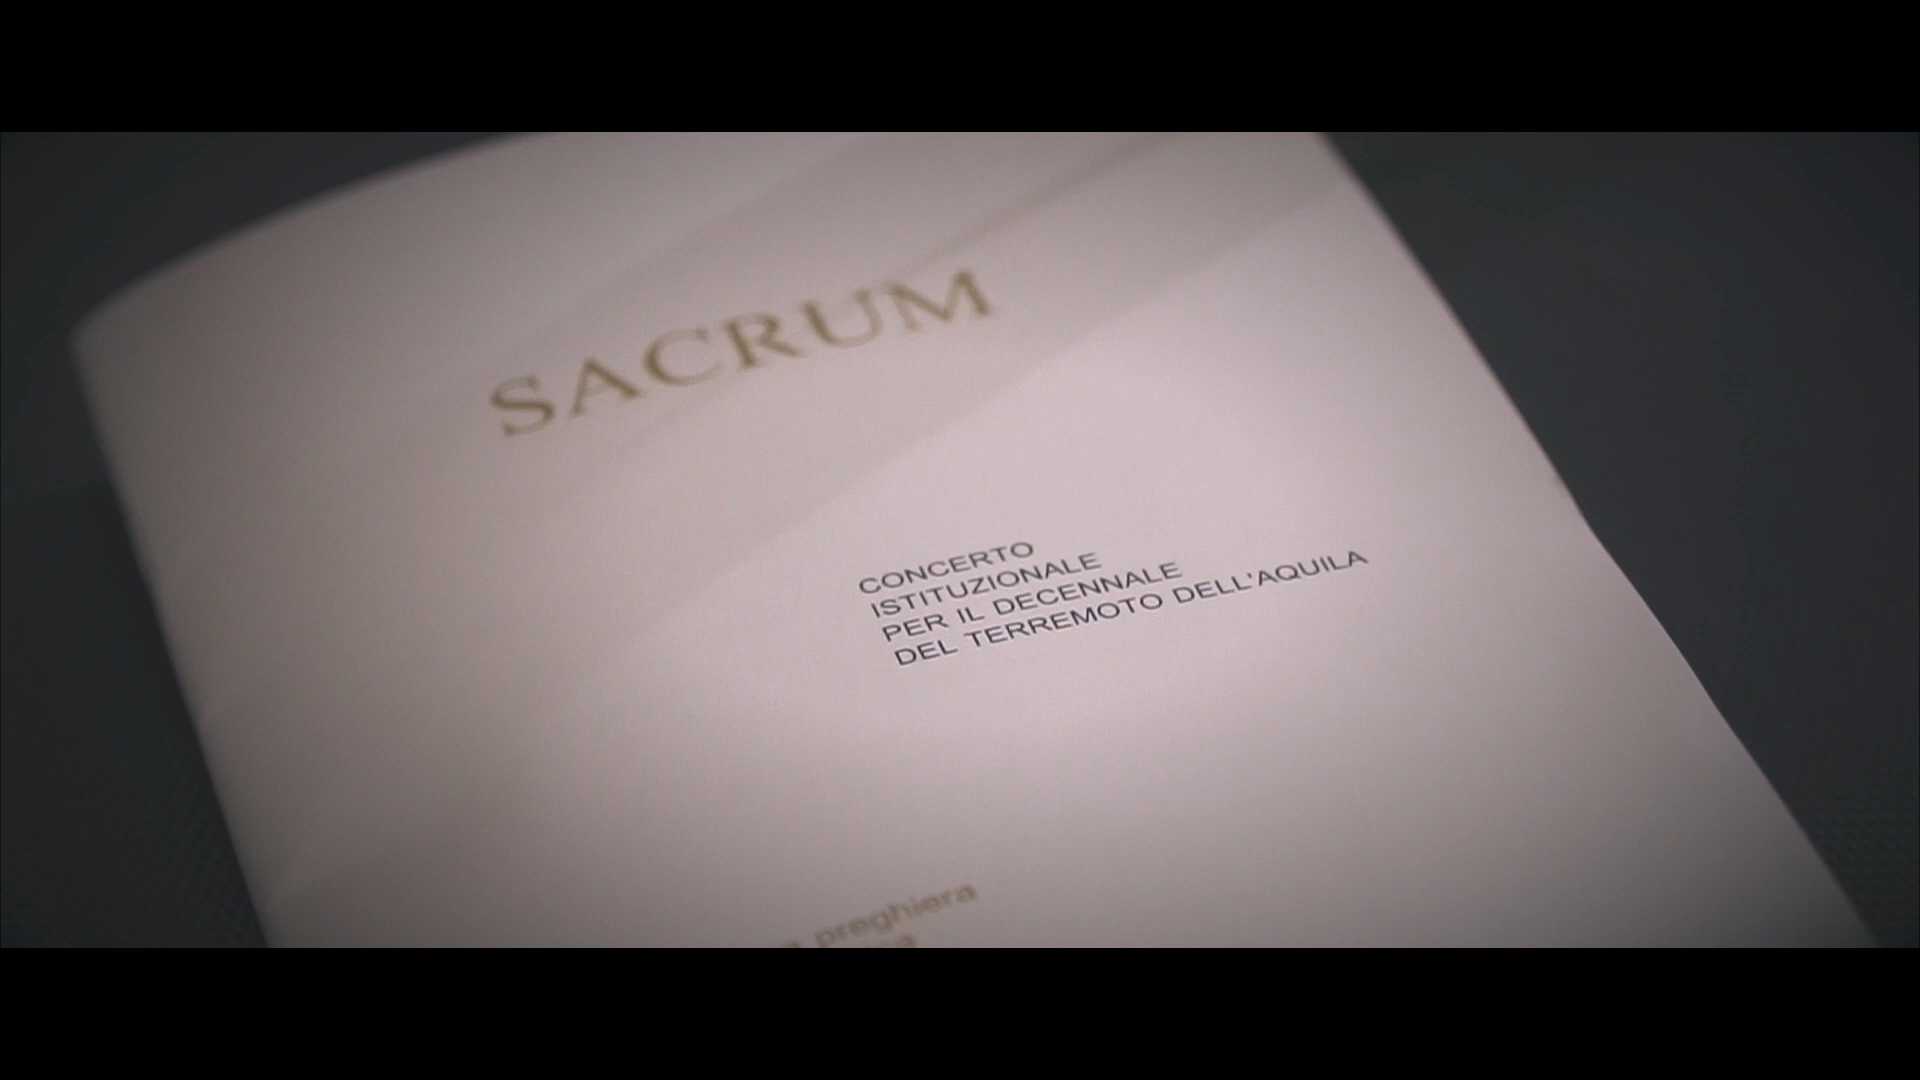 SACRUM
CONCERTO
ISTITUZIONALE
PER IL DECENNALE
DEL TERREMOTO DELL'AQUILA
preghiera